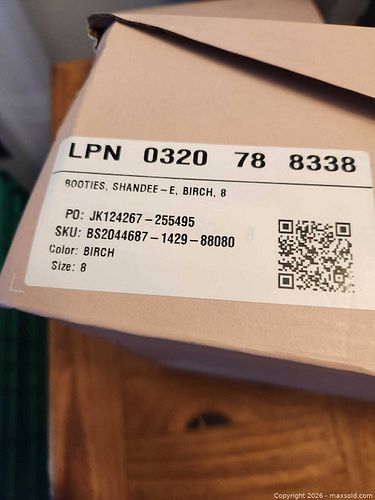 LPN 0320 78 8338
BOOTIES, SHANDEE-E, BIRCH, 8
PO: JK124267-255495
SKU: BS2044687-1429-88080
Color: BIRCH
Size: 8
Copyright 2026 - maxsold.com